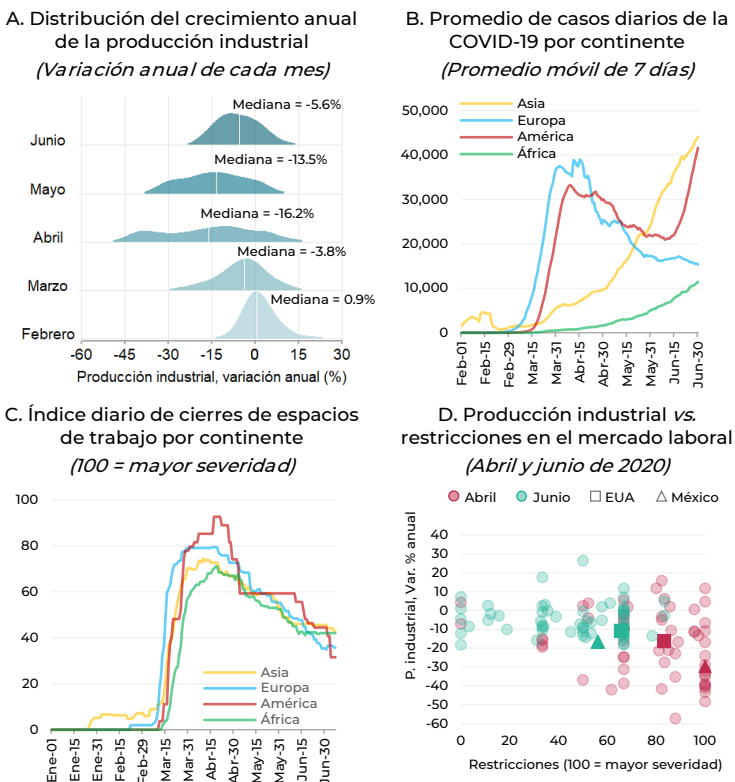 A. Distribución del crecimiento anual
de la producción industrial
(Variación anual de cada mes)
Mediana = -5.6%
Junio
Mediana = -13.5%
Mayo
Mediana = -16.2%
Abril
Mediana = -3.8%
Marzo
Mediana = 0.9%
Febrero
-60 -45 -30 -15 0 15 30
Producción industrial, variación anual (%)
B. Promedio de casos diarios de la
COVID-19 por continente
(Promedio móvil de 7 días)
50,000
40,000
30,000
20,000
10,000
0
Asia
Europa
América
África
Feb-01 Feb-15 Feb-29 Mar-15 Mar-31 Abr-15 Abr-30 May-15 May-31 Jun-15 Jun-30
C. Índice diario de cierres de espacios
de trabajo por continente
(100 = mayor severidad)
100
80
60
40
20
0
Asia
Europa
América
África
Ene-01 Ene-15 Ene-31 Feb-15 Feb-29 Mar-15 Mar-31 Abr-15 Abr-30 May-15 May-31 Jun-15 Jun-30
D. Producción industrial vs.
restricciones en el mercado laboral
(Abril y junio de 2020)
Abril Junio EUA México
P. industrial, Var. % anual
40
30
20
10
0
-10
-20
-30
-40
-50
-60
0 20 40 60 80 100
Restricciones (100 = mayor severidad)